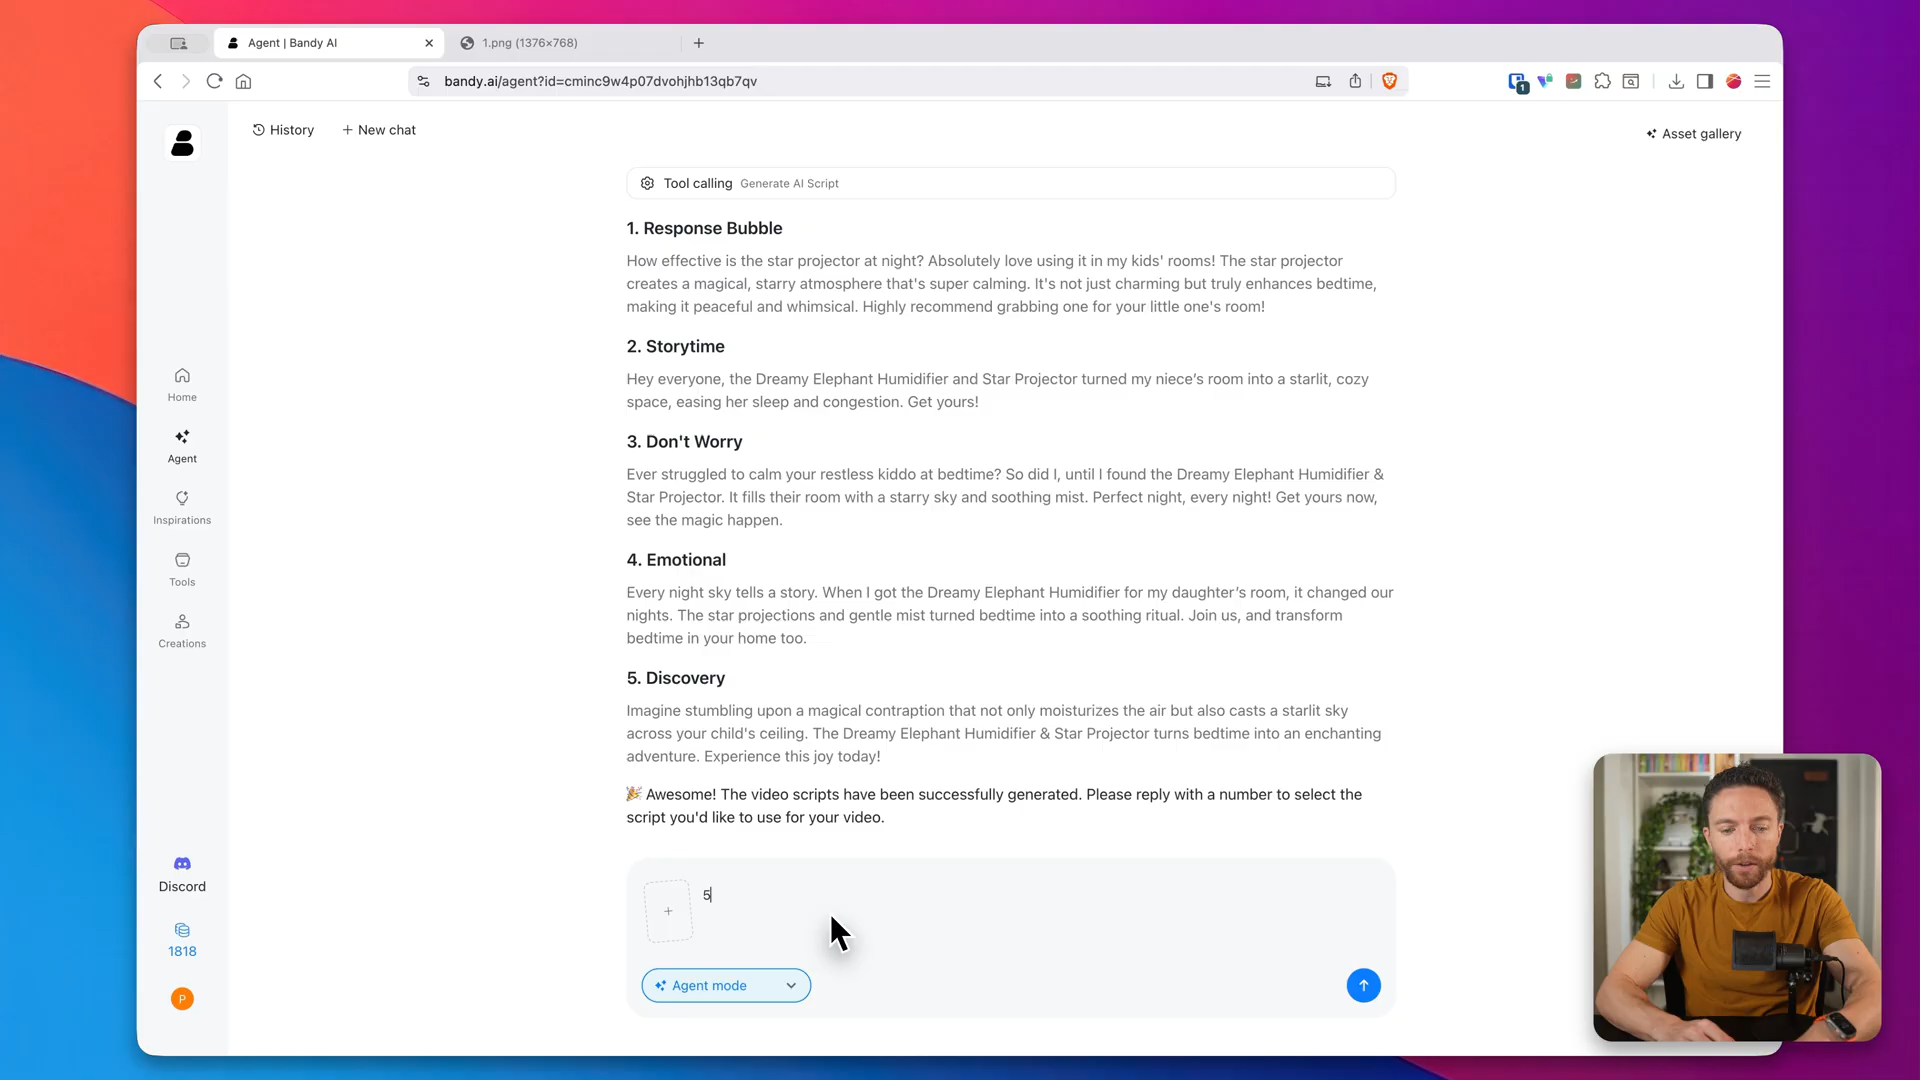 Agent | Bandy AI
1.png (1376×768)
bandy.ai/agent?id=cminc9w4p07dvohjhb13qb7qv
1
History
New chat
Asset gallery
Tool calling Generate AI Script
1. Response Bubble
How effective is the star projector at night? Absolutely love using it in my kids' rooms! The star projector
creates a magical, starry atmosphere that's super calming. It's not just charming but truly enhances bedtime,
making it peaceful and whimsical. Highly recommend grabbing one for your little one's room!
2. Storytime
Hey everyone, the Dreamy Elephant Humidifier and Star Projector turned my niece’s room into a starlit, cozy
space, easing her sleep and congestion. Get yours!
3. Don't Worry
Ever struggled to calm your restless kiddo at bedtime? So did I, until I found the Dreamy Elephant Humidifier &
Star Projector. It fills their room with a starry sky and soothing mist. Perfect night, every night! Get yours now,
see the magic happen.
4. Emotional
Every night sky tells a story. When I got the Dreamy Elephant Humidifier for my daughter’s room, it changed our
nights. The star projections and gentle mist turned bedtime into a soothing ritual. Join us, and transform
bedtime in your home too.
5. Discovery
Imagine stumbling upon a magical contraption that not only moisturizes the air but also casts a starlit sky
across your child's ceiling. The Dreamy Elephant Humidifier & Star Projector turns bedtime into an enchanting
adventure. Experience this joy today!
🎉 Awesome! The video scripts have been successfully generated. Please reply with a number to select the
script you'd like to use for your video.
5
Agent mode
Home
Agent
Inspirations
Tools
Creations
Discord
1818
P